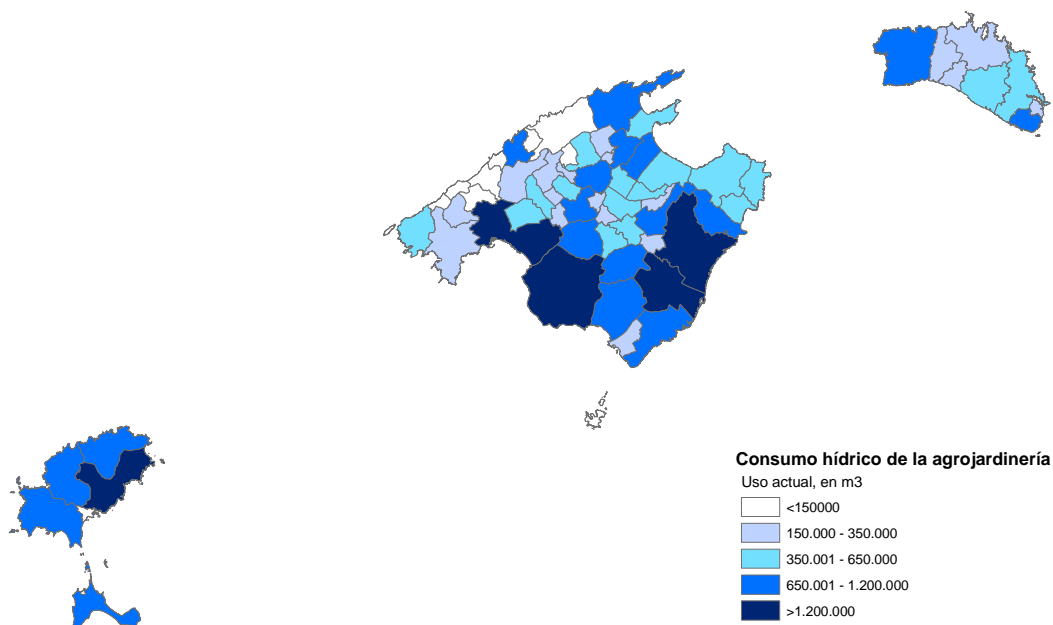 Consumo hídrico de la agrojardinería
Uso actual, en m3
<150000
150.000 - 350.000
350.001 - 650.000
650.001 - 1.200.000
>1.200.000